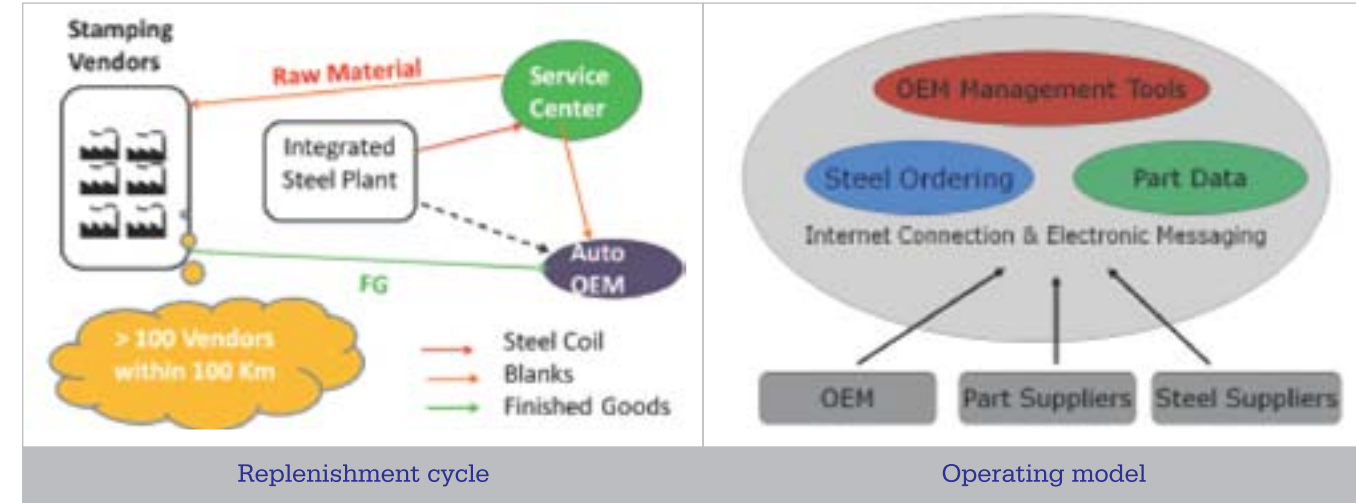 Stamping
Vendors
Raw Material
Service
Center
Integrated
Steel Plant
Auto
OEM
FG
> 100 Vendors
within 100 Km
Steel Coil
Blanks
Finished Goods
Replenishment cycle
OEM Management Tools
Steel Ordering
Part Data
Internet Connection & Electronic Messaging
OEM
Part Suppliers
Steel Suppliers
Operating model